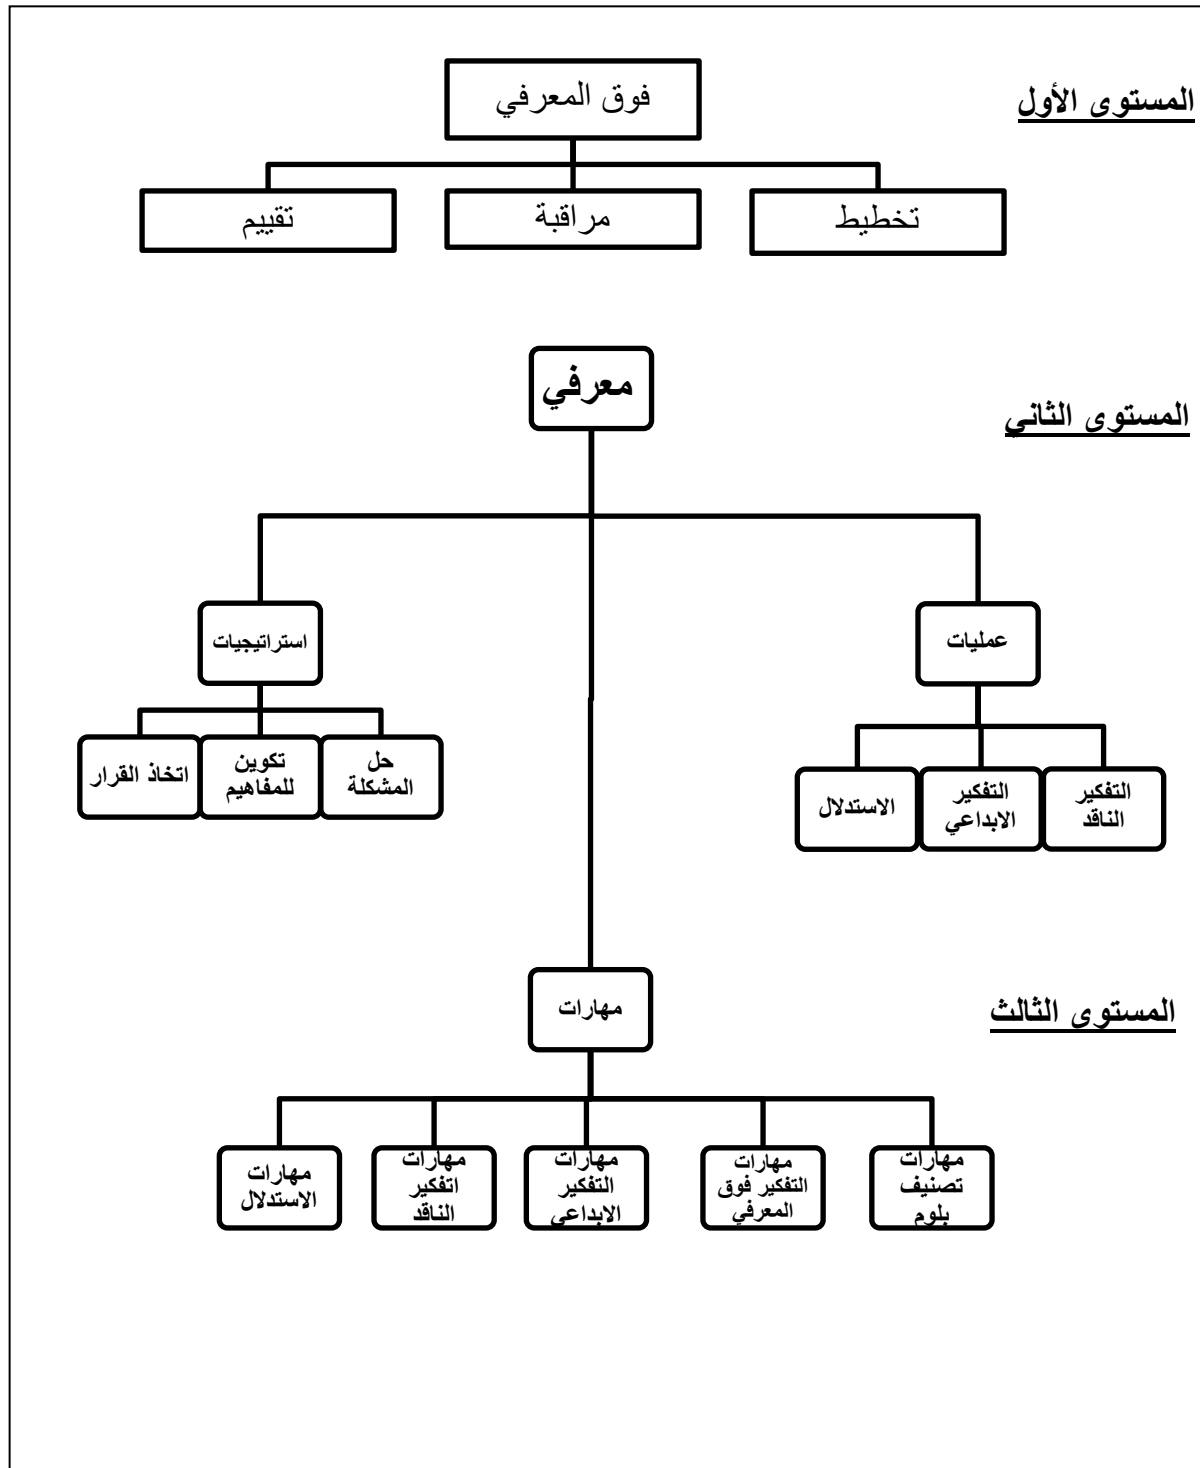 المستوى الأول
فوق المعرفي
تخطيط
مراقبة
تقييم
المستوى الثاني
معرفي
عمليات
التفكير
الناقد
التفكير
الابداعي
الاستدلال
استراتيجيات
حل
المشكلة
تكوين
للمفاهيم
اتخاذ القرار
المستوى الثالث
مهارات
مهارات
تصنيف
بلوم
مهارات
التفكير فوق
المعرفي
مهارات
التفكير
الابداعي
مهارات
اتفكير
الناقد
مهارات
الاستدلال